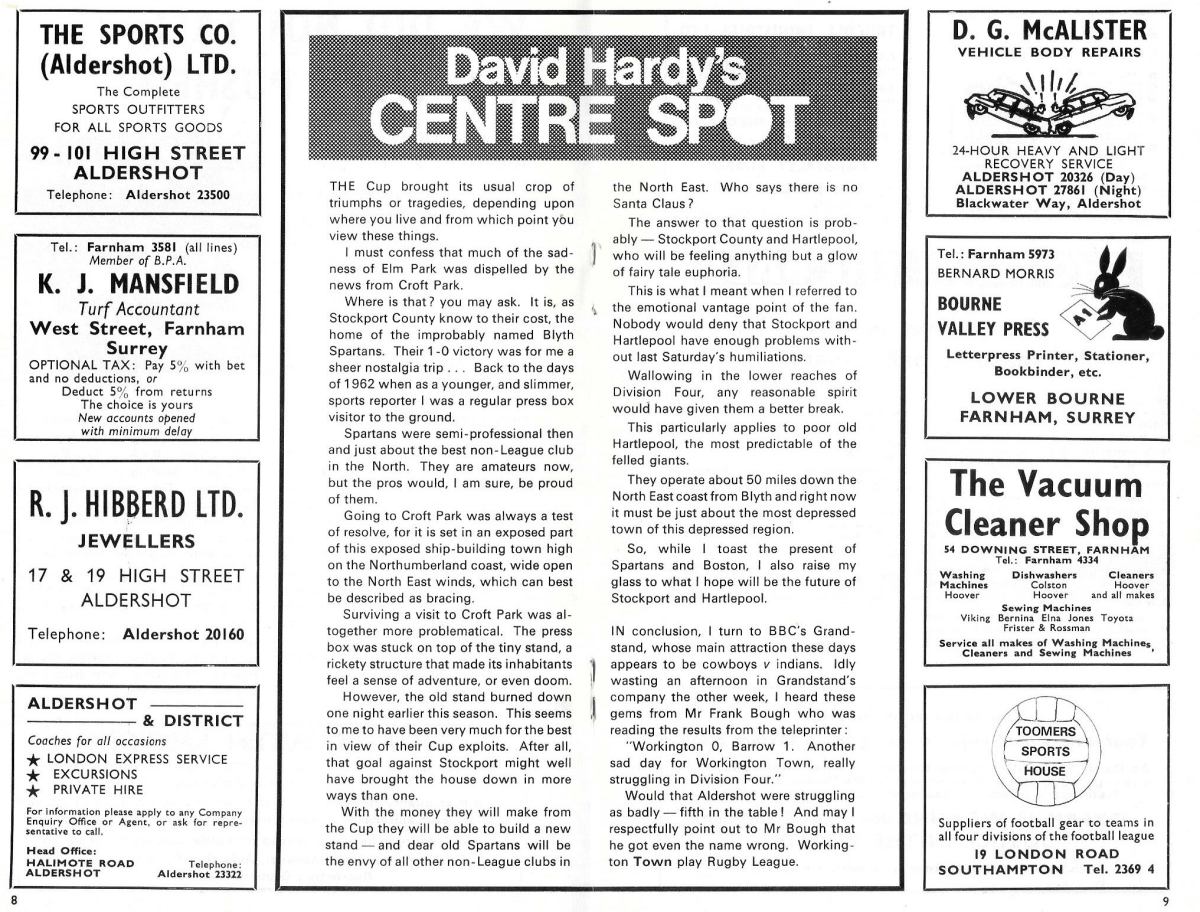 THE SPORTS CO.
(Aldershot) LTD.
The Complete
SPORTS OUTFITTERS
FOR ALL SPORTS GOODS
99 - 101 HIGH STREET
ALDERSHOT
Telephone: Aldershot 23500
Tel.: Farnham 3581 (all lines)
Member of B.P.A.
K. J. MANSFIELD
Turf Accountant
West Street, Farnham
Surrey
OPTIONAL TAX: Pay 5% with bet
and no deductions, or
Deduct 5% from returns
The choice is yours
New accounts opened
with minimum delay
R. J. HIBBERD LTD.
JEWELLERS
17 & 19 HIGH STREET
ALDERSHOT
Telephone: Aldershot 20160
ALDERSHOT
& DISTRICT
Coaches for all occasions
★ LONDON EXPRESS SERVICE
★ EXCURSIONS
★ PRIVATE HIRE
For information please apply to any Company
Enquiry Office or Agent, or ask for repre-
sentative to call.
Head Office:
HALIMOTE ROAD Telephone:
ALDERSHOT Aldershot 23322
8
David Hardy's
CENTRE SPOT
THE Cup brought its usual crop of
triumphs or tragedies, depending upon
where you live and from which point you
view these things.
I must confess that much of the sad-
ness of Elm Park was dispelled by the
news from Croft Park.
Where is that? you may ask. It is, as
Stockport County know to their cost, the
home of the improbably named Blyth
Spartans. Their 1-0 victory was for me a
sheer nostalgia trip . . . Back to the days
of 1962 when as a younger, and slimmer,
sports reporter I was a regular press box
visitor to the ground.
Spartans were semi-professional then
and just about the best non-League club
in the North. They are amateurs now,
but the pros would, I am sure, be proud
of them.
Going to Croft Park was always a test
of resolve, for it is set in an exposed part
of this exposed ship-building town high
on the Northumberland coast, wide open
to the North East winds, which can best
be described as bracing.
Surviving a visit to Croft Park was al-
together more problematical. The press
box was stuck on top of the tiny stand, a
rickety structure that made its inhabitants
feel a sense of adventure, or even doom.
However, the old stand burned down
one night earlier this season. This seems
to me to have been very much for the best
in view of their Cup exploits. After all,
that goal against Stockport might well
have brought the house down in more
ways than one.
With the money they will make from
the Cup they will be able to build a new
stand — and dear old Spartans will be
the envy of all other non-League clubs in
the North East. Who says there is no
Santa Claus?
The answer to that question is prob-
ably — Stockport County and Hartlepool,
who will be feeling anything but a glow
of fairy tale euphoria.
This is what I meant when I referred to
the emotional vantage point of the fan.
Nobody would deny that Stockport and
Hartlepool have enough problems with-
out last Saturday's humiliations.
Wallowing in the lower reaches of
Division Four, any reasonable spirit
would have given them a better break.
This particularly applies to poor old
Hartlepool, the most predictable of the
felled giants.
They operate about 50 miles down the
North East coast from Blyth and right now
it must be just about the most depressed
town of this depressed region.
So, while I toast the present of
Spartans and Boston, I also raise my
glass to what I hope will be the future of
Stockport and Hartlepool.
IN conclusion, I turn to BBC's Grand-
stand, whose main attraction these days
appears to be cowboys v indians. Idly
wasting an afternoon in Grandstand's
company the other week, I heard these
gems from Mr Frank Bough who was
reading the results from the teleprinter:
"Workington 0, Barrow 1. Another
sad day for Workington Town, really
struggling in Division Four."
Would that Aldershot were struggling
as badly — fifth in the table! And may I
respectfully point out to Mr Bough that
he got even the name wrong. Working-
ton Town play Rugby League.
D. G. McALISTER
VEHICLE BODY REPAIRS
24-HOUR HEAVY AND LIGHT
RECOVERY SERVICE
ALDERSHOT 20326 (Day)
ALDERSHOT 27861 (Night)
Blackwater Way, Aldershot
Tel.: Farnham 5973
BERNARD MORRIS
BOURNE
VALLEY PRESS
A1
Letterpress Printer, Stationer,
Bookbinder, etc.
LOWER BOURNE
FARNHAM, SURREY
The Vacuum
Cleaner Shop
54 DOWNING STREET, FARNHAM
Tel.: Farnham 4334
Washing Dishwashers Cleaners
Machines Colston Hoover
Hoover Hoover and all makes
Sewing Machines
Viking Bernina Elna Jones Toyota
Frister & Rossman
Service all makes of Washing Machines,
Cleaners and Sewing Machines
TOOMERS
SPORTS
HOUSE
Suppliers of football gear to teams in
all four divisions of the football league
19 LONDON ROAD
SOUTHAMPTON Tel. 2369 4
9